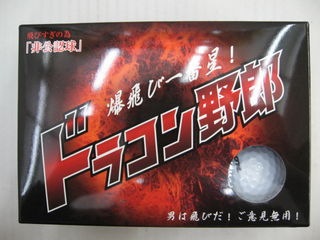 飛びすぎの為
「非公認球」
爆飛び一番星！
ドラコン野郎
男は飛びだ！ご意見無用！